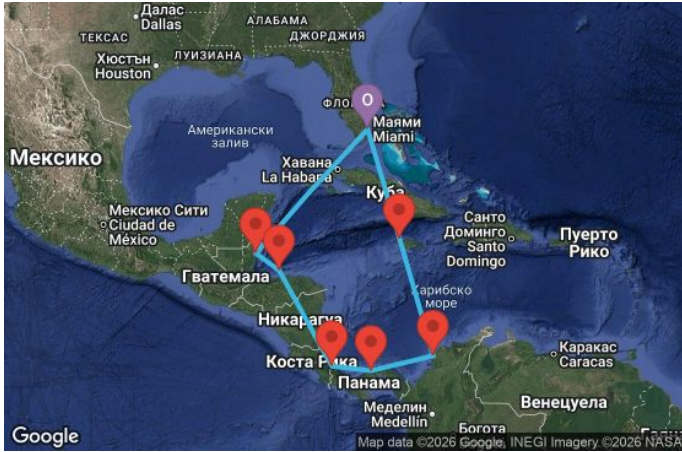 Далас
Dallas
АЛАБАМА
ТЕКСАС
ДЖОРДЖИЯ
ЛУИЗИАНА
Хюстън
Houston
O
Маями
Miami
Американски
залив
Хавана
La Habana
Мексико
Куба
Мексико Сити
Ciudad de
México
Санто
Доминго
Santo
Domingo
Пуерто
Рико
Гватемала
Карибско
море
Никарагуа
Коста Рика
Панама
Каракас
Caracas
Венецуела
Меделин
Medellín
Богота
Google
Map data ©2026 Google, INEGI Imagery ©2026 NASA